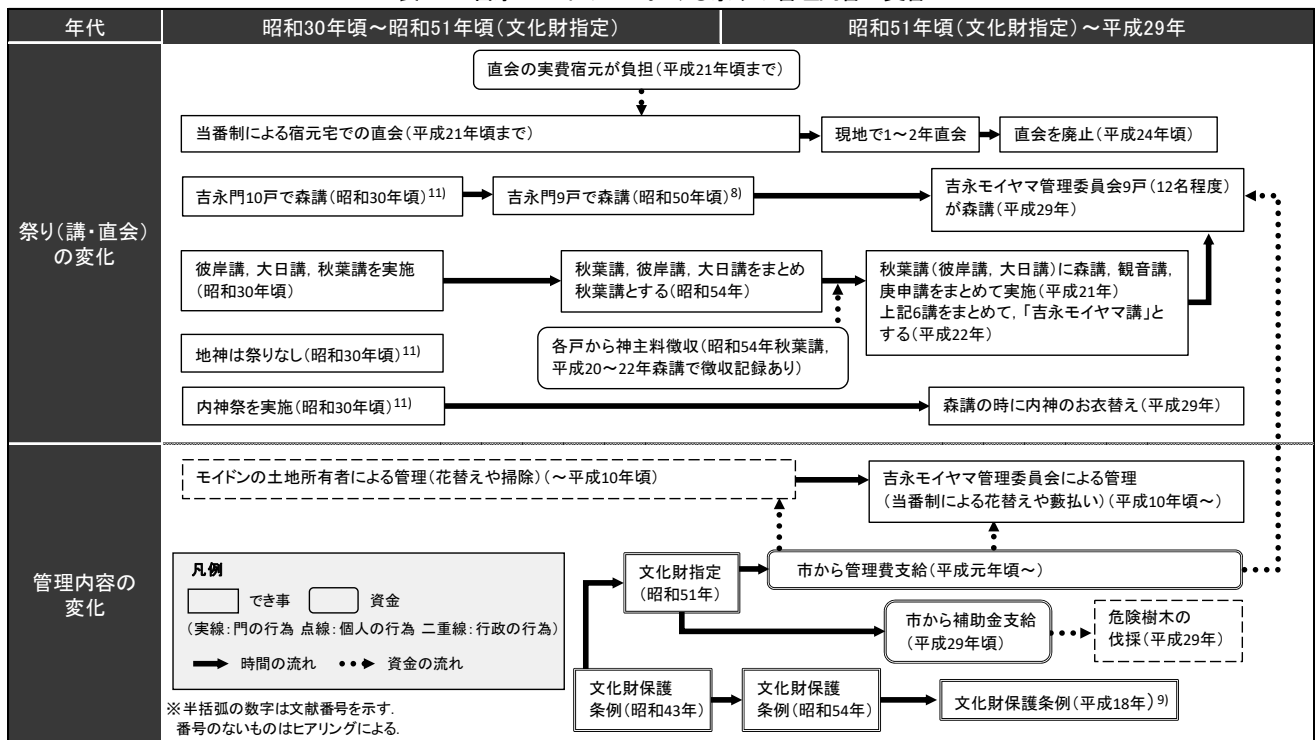 年代
昭和30年頃～昭和51年頃(文化財指定)
昭和51年頃(文化財指定)～平成29年
祭り(講・直会)
の変化
直会の実費宿元が負担(平成21年頃まで)
当番制による宿元宅での直会(平成21年頃まで)
現地で1～2年直会
直会を廃止(平成24年頃)
吉永門10戸で森講(昭和30年頃)11)
吉永門9戸で森講(昭和50年頃)8)
吉永モイヤマ管理委員会9戸(12名程度)
が森講(平成29年)
彼岸講，大日講，秋葉講を実施
(昭和30年頃)
秋葉講，彼岸講，大日講をまとめ
秋葉講とする(昭和54年)
秋葉講(彼岸講，大日講)に森講，観音講，
庚申講をまとめて実施(平成21年)
上記6講をまとめて，「吉永モイヤマ講」と
する(平成22年)
地神は祭りなし(昭和30年頃)11)
各戸から神主料徴収(昭和54年秋葉講，
平成20～22年森講で徴収記録あり)
内神祭を実施(昭和30年頃)11)
森講の時に内神のお衣替え(平成29年)
管理内容の
変化
モイドンの土地所有者による管理(花替えや掃除)(～平成10年頃)
吉永モイヤマ管理委員会による管理
(当番制による花替えや藪払い)(平成10年頃～)
文化財指定
(昭和51年)
市から管理費支給(平成元年頃～)
市から補助金支給
(平成29年頃)
危険樹木の
伐採(平成29年)
文化財保護
条例(昭和43年)
文化財保護
条例(昭和54年)
文化財保護条例(平成18年)9)
凡例
でき事
資金
(実線：門の行為 点線：個人の行為 二重線：行政の行為)
時間の流れ
資金の流れ
※半括弧の数字は文献番号を示す．
番号のないものはヒアリングによる．